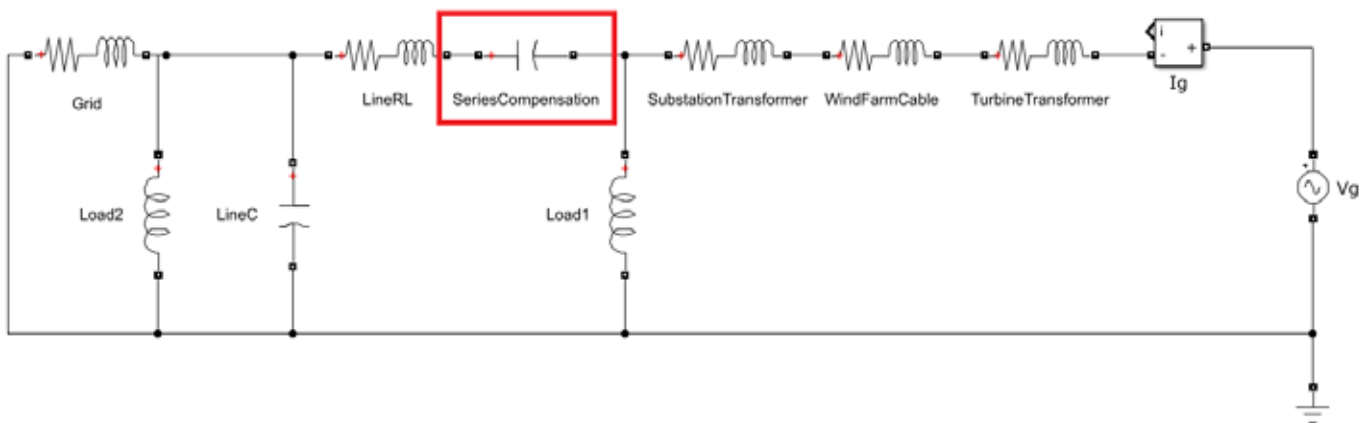 i
+
-
Ig
Grid
LineRL
SeriesCompensation
SubstationTransformer
WindFarmCable
TurbineTransformer
Load2
LineC
Load1
Vg